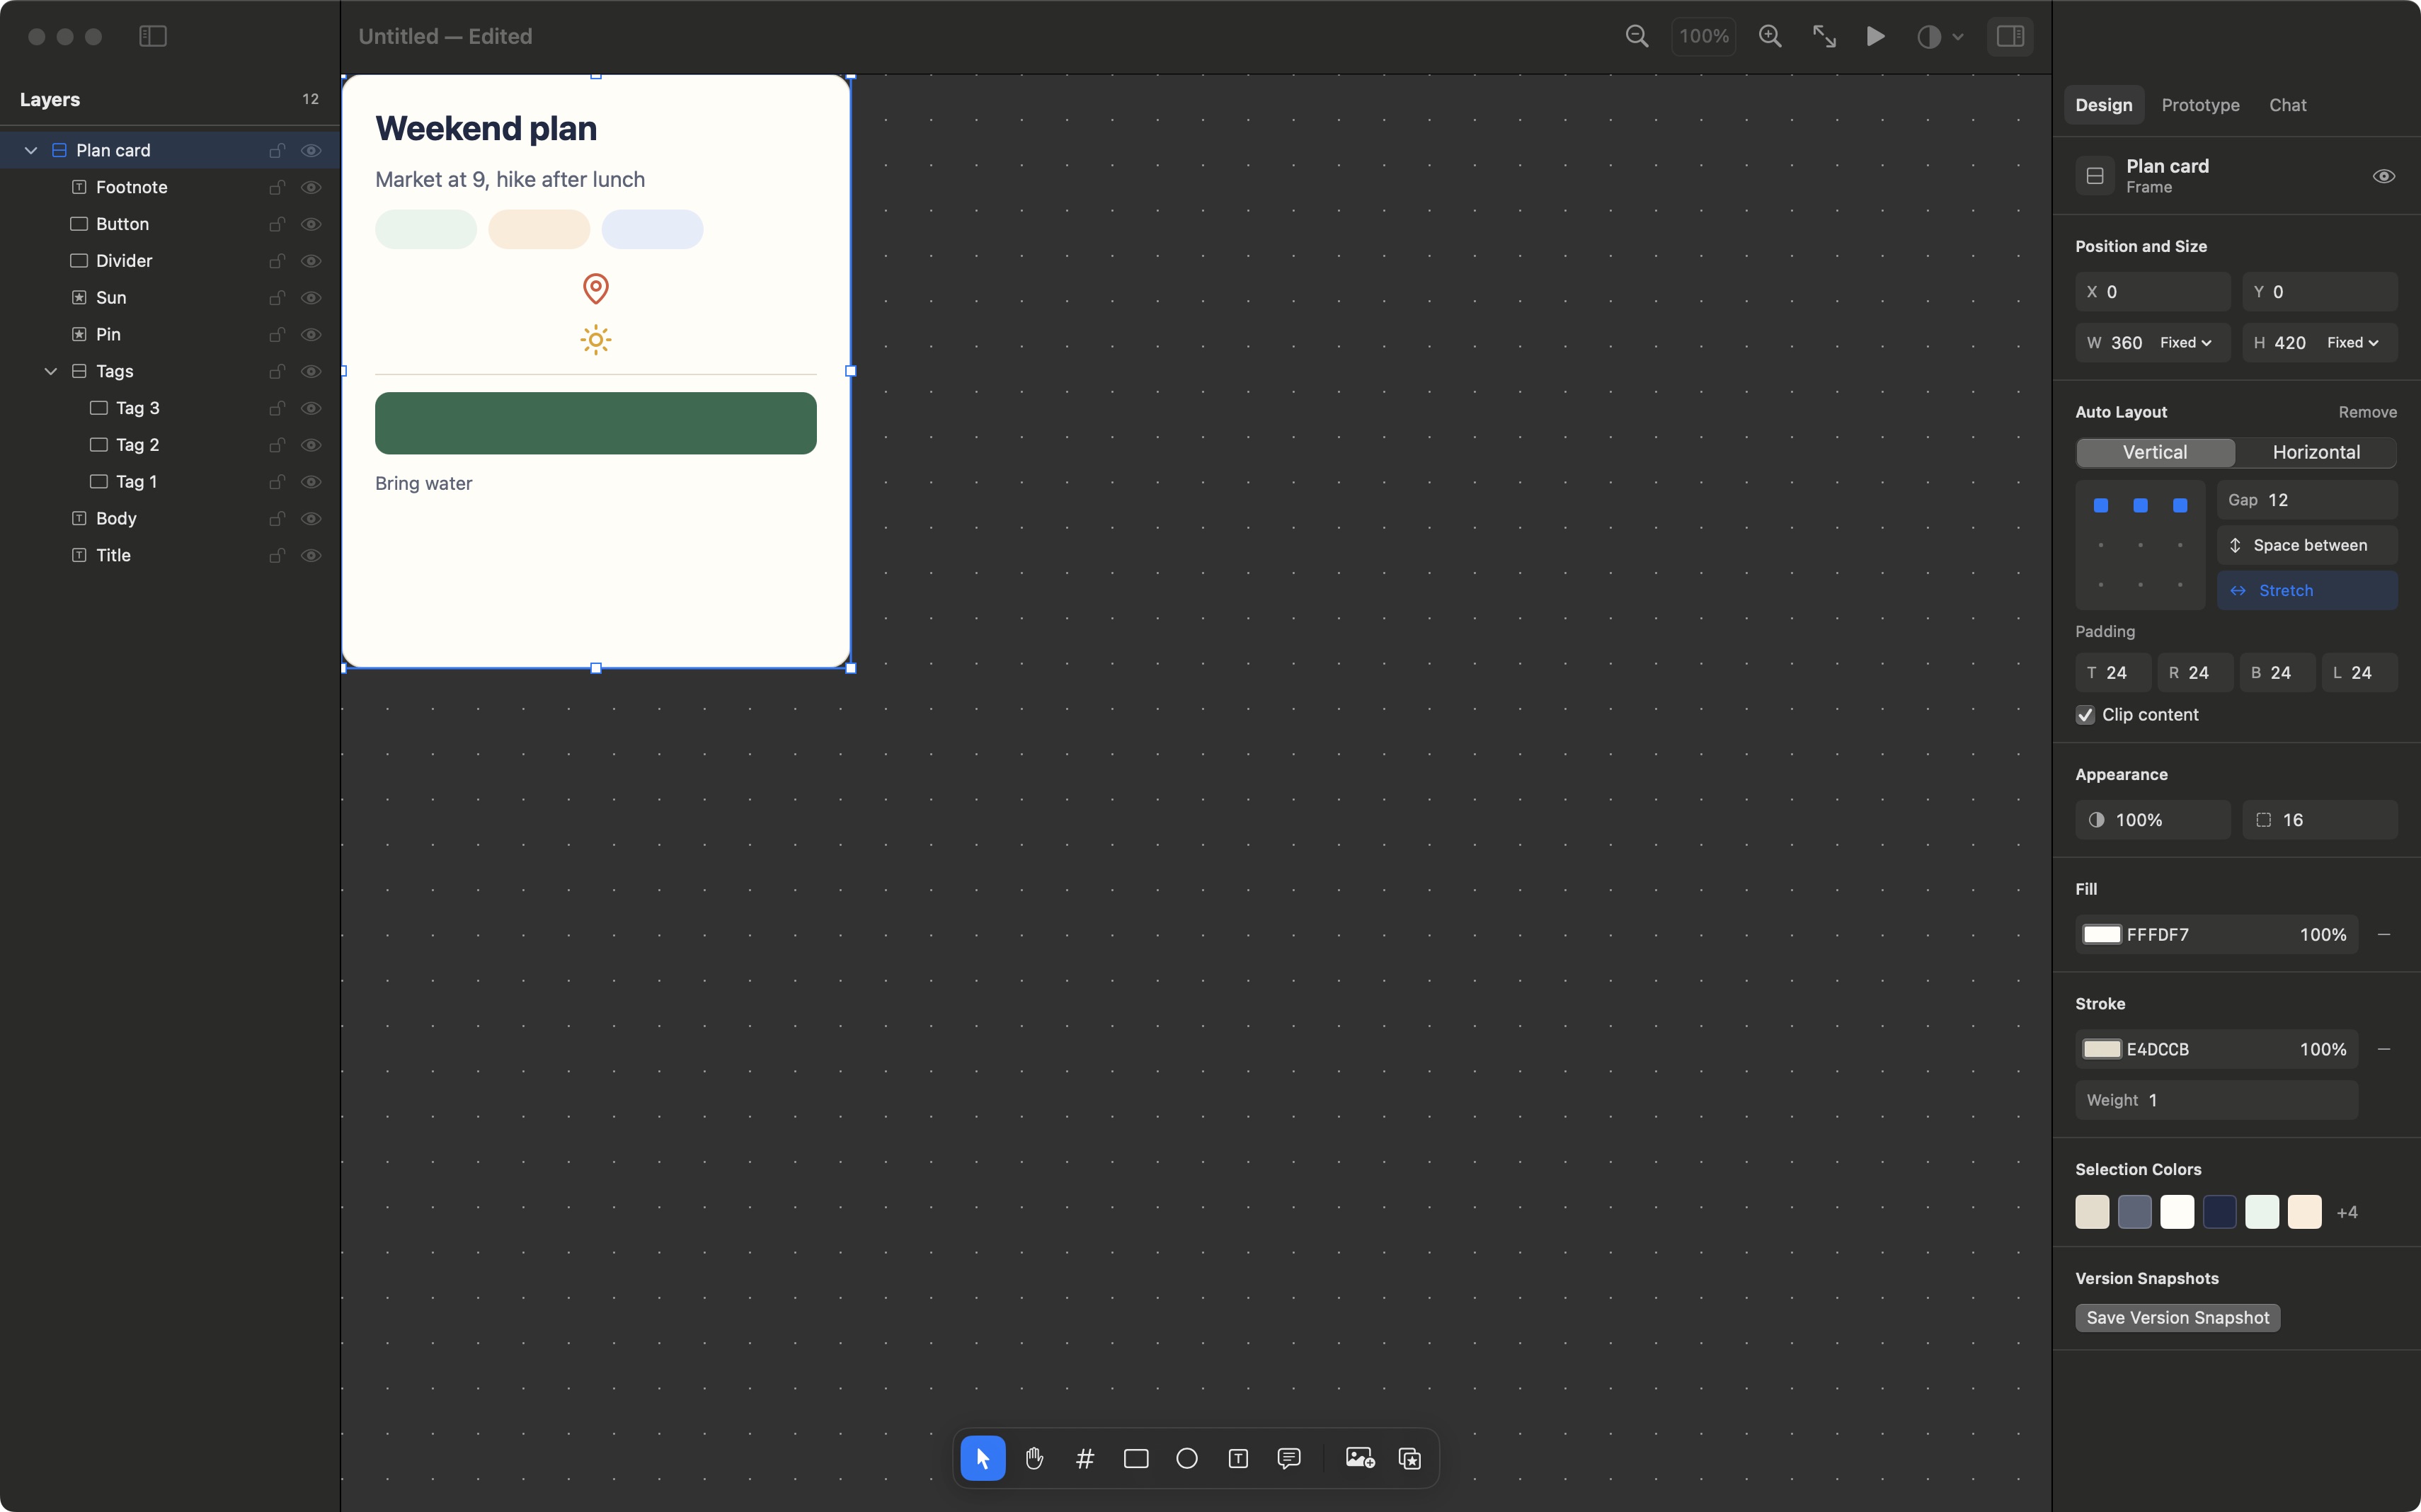 Untitled — Edited
100%
Layers
12
Plan card
Footnote
Button
Divider
Sun
Pin
Tags
Tag 3
Tag 2
Tag 1
Body
Title
Weekend plan
Market at 9, hike after lunch
Bring water
Design Prototype Chat
Plan card
Frame
Position and Size
X 0 Y 0
W 360 Fixed H 420 Fixed
Auto Layout Remove
Vertical Horizontal
Gap 12
Space between
Stretch
Padding
T 24 R 24 B 24 L 24
Clip content
Appearance
100% 16
Fill
FFFDF7 100%
Stroke
E4DCCB 100%
Weight 1
Selection Colors
+4
Version Snapshots
Save Version Snapshot